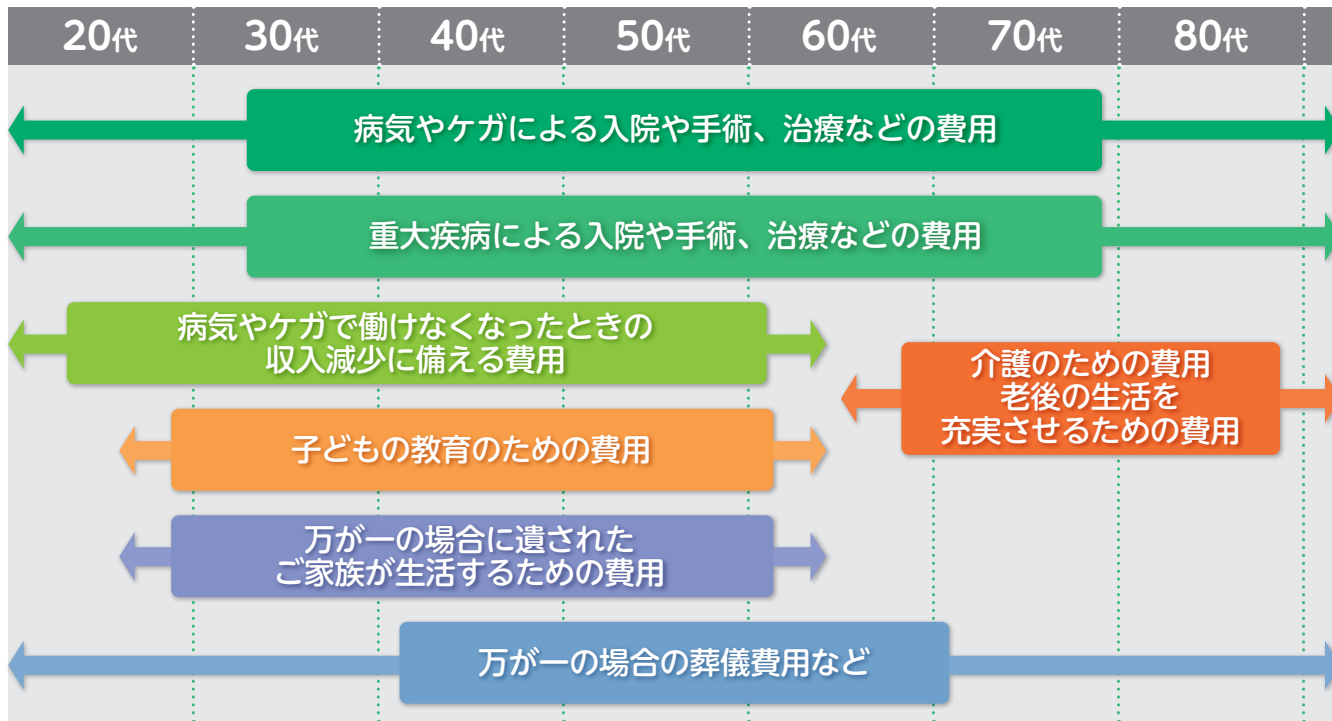 20代 30代 40代 50代 60代 70代 80代
病気やケガによる入院や手術、治療などの費用
重大疾病による入院や手術、治療などの費用
病気やケガで働けなくなったときの
収入減少に備える費用
介護のための費用
老後の生活を
充実させるための費用
子どもの教育のための費用
万が一の場合に遺された
ご家族が生活するための費用
万が一の場合の葬儀費用など